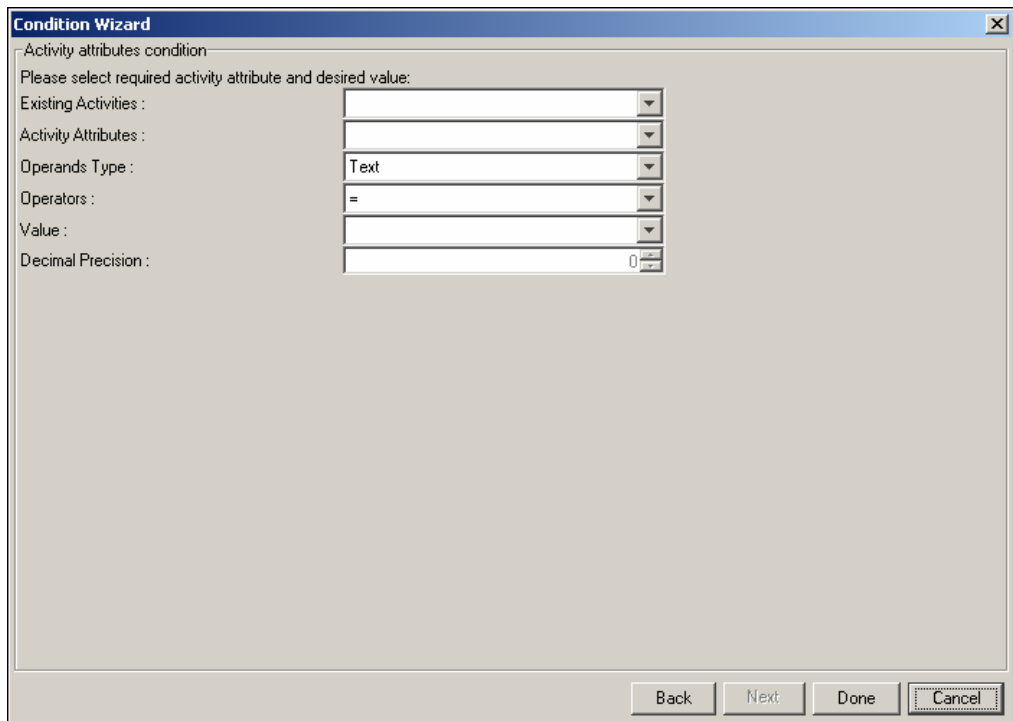 Condition Wizard
Activity attributes condition
Please select required activity attribute and desired value:
Existing Activities :
Activity Attributes :
Operands Type : Text
Operators : =
Value :
Decimal Precision : 0
Back Next Done Cancel